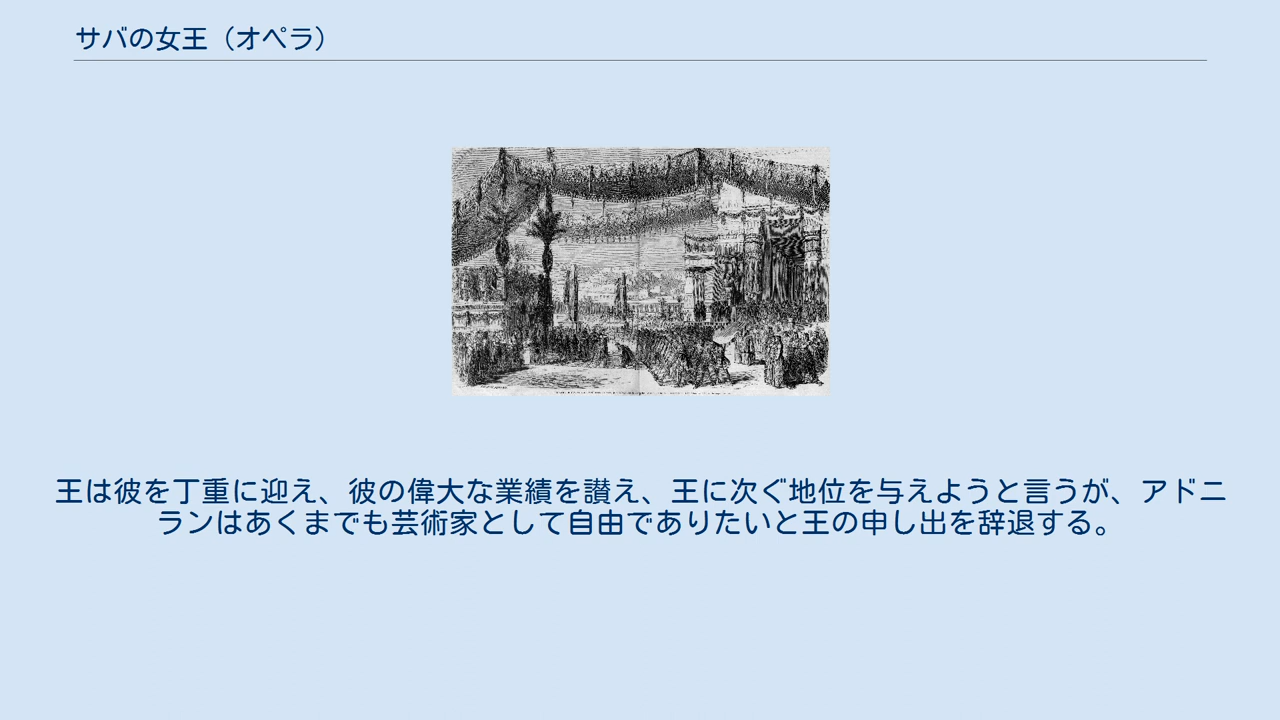 サバの女王（オペラ）
王は彼を丁重に迎え、彼の偉大な業績を讃え、王に次ぐ地位を与えようと言うが、アドニ
ランはあくまでも芸術家として自由でありたいと王の申し出を辞退する。